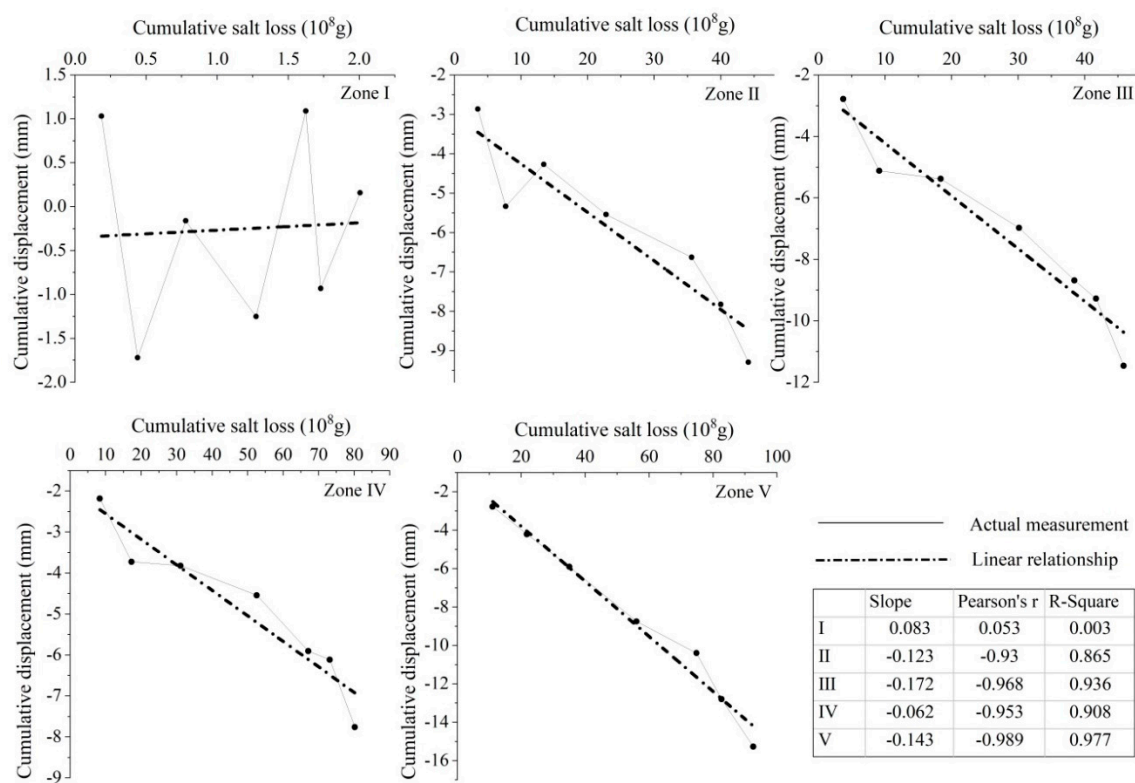 Cumulative salt loss (10⁸g)
0.0 0.5 1.0 1.5 2.0
1.5
1.0
0.5
0.0
-0.5
-1.0
-1.5
-2.0
Cumulative displacement (mm)
Zone I
Cumulative salt loss (10⁸g)
0 20 40
-2
-3
-4
-5
-6
-7
-8
-9
Cumulative displacement (mm)
Zone II
Cumulative salt loss (10⁸g)
0 10 20 30 40
-2
-4
-6
-8
-10
-12
Cumulative displacement (mm)
Zone III
Cumulative salt loss (10⁸g)
0 10 20 30 40 50 60 70 80 90
-2
-3
-4
-5
-6
-7
-8
-9
Cumulative displacement (mm)
Zone IV
Cumulative salt loss (10⁸g)
0 20 40 60 80 100
-2
-4
-6
-8
-10
-12
-14
-16
Cumulative displacement (mm)
Zone V
Actual measurement
Linear relationship
Slope Pearson's r R-Square
I 0.083 0.053 0.003
II -0.123 -0.93 0.865
III -0.172 -0.968 0.936
IV -0.062 -0.953 0.908
V -0.143 -0.989 0.977